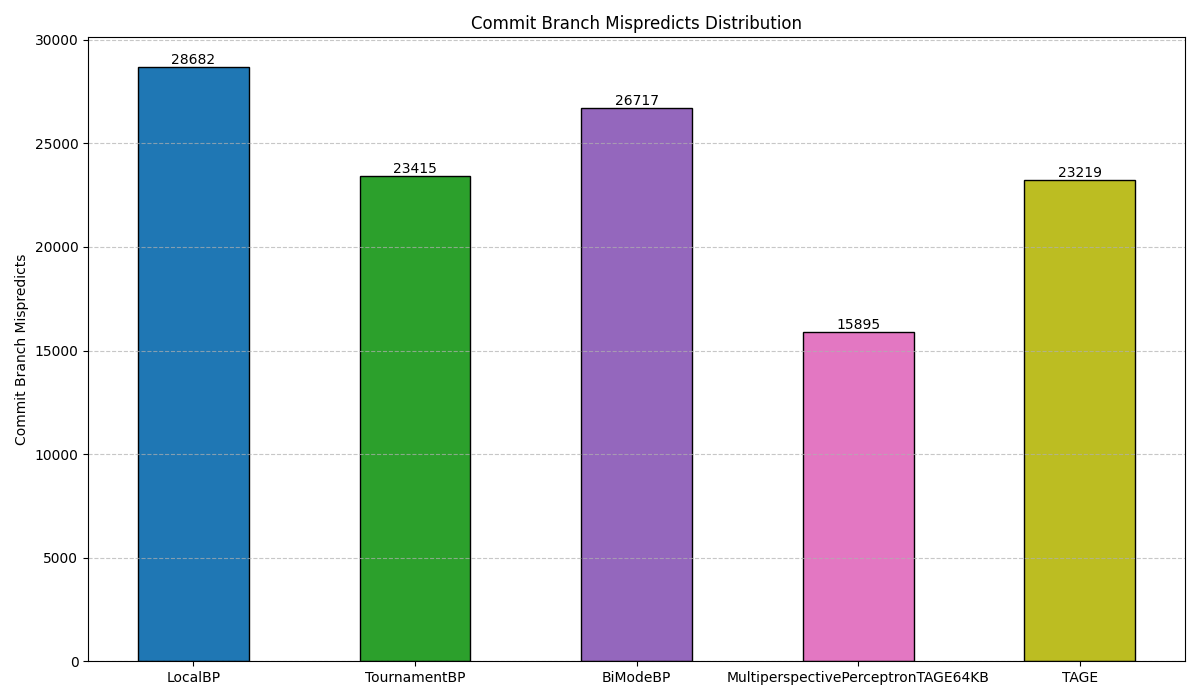 Commit Branch Mispredicts Distribution
Commit Branch Mispredicts
30000
25000
20000
15000
10000
5000
0
28682
23415
26717
15895
23219
LocalBP
TournamentBP
BiModeBP
MultiperspectivePerceptronTAGE64KB
TAGE